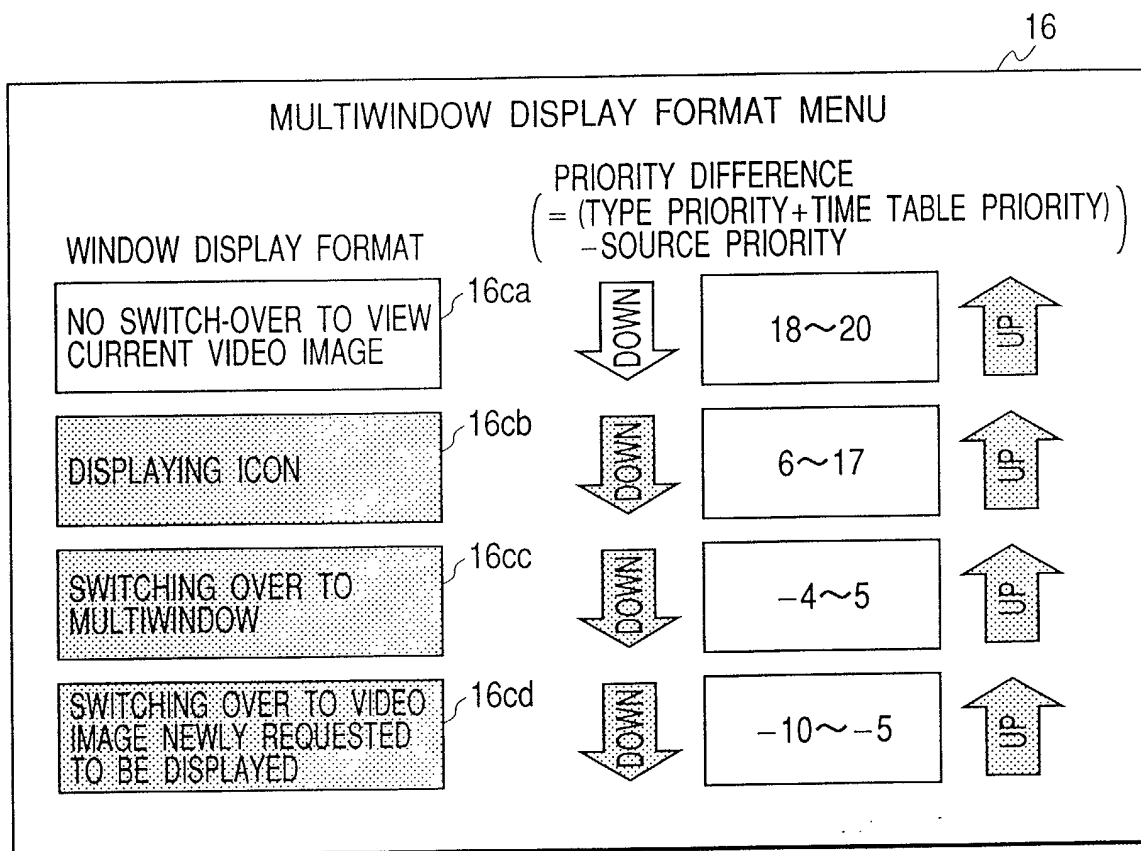 16
MULTIWINDOW DISPLAY FORMAT MENU
PRIORITY DIFFERENCE
(= (TYPE PRIORITY+TIME TABLE PRIORITY)
−SOURCE PRIORITY)
WINDOW DISPLAY FORMAT
NO SWITCH-OVER TO VIEW
CURRENT VIDEO IMAGE
16ca
DOWN
18~20
UP
DISPLAYING ICON
16cb
DOWN
6~17
UP
SWITCHING OVER TO
MULTIWINDOW
16cc
DOWN
−4~5
UP
SWITCHING OVER TO VIDEO
IMAGE NEWLY REQUESTED
TO BE DISPLAYED
16cd
DOWN
−10~−5
UP